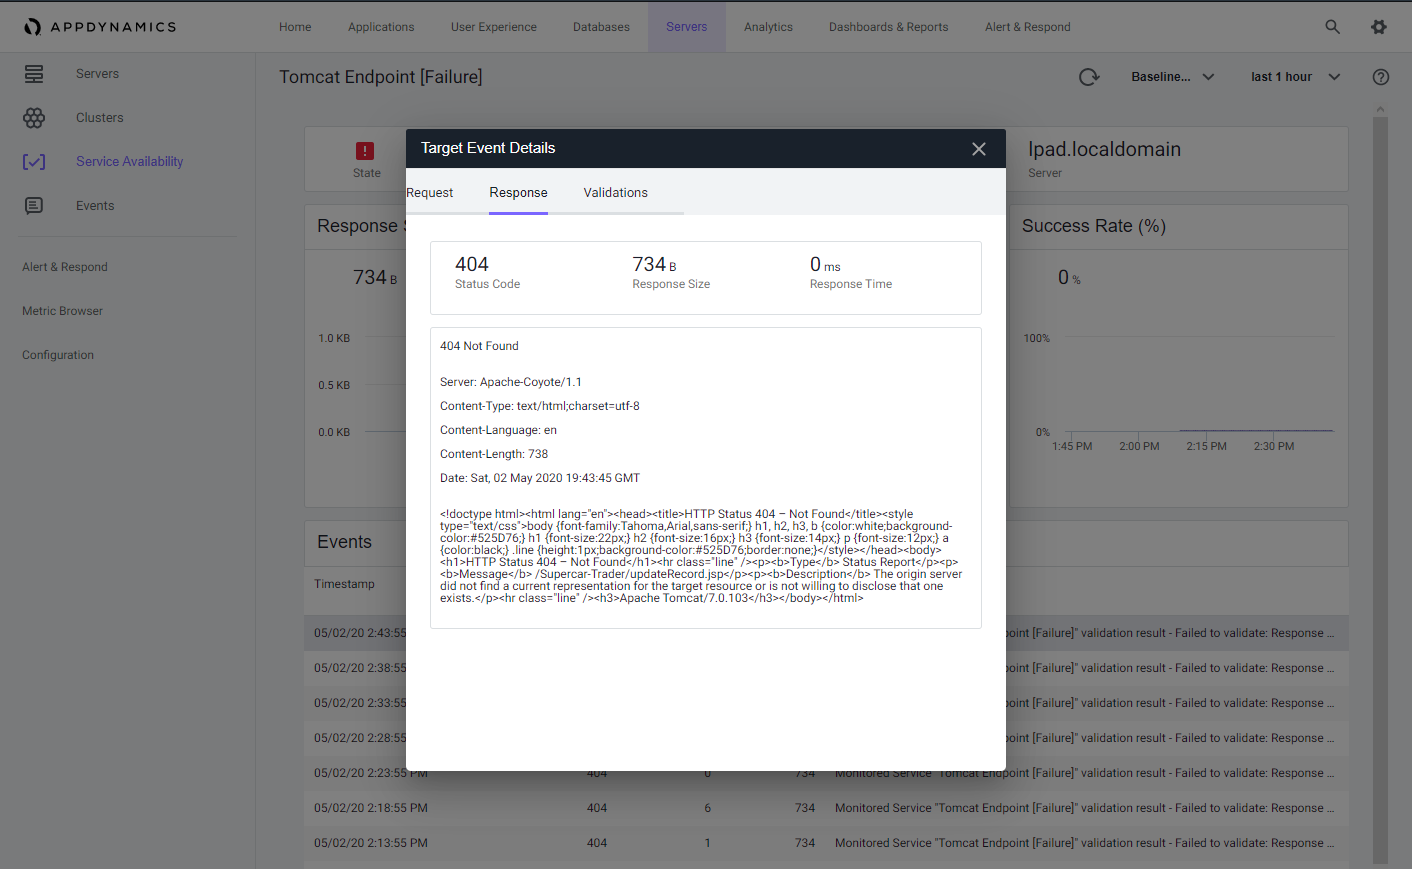 APPDYNAMICS
Home Applications User Experience Databases Servers Analytics Dashboards & Reports Alert & Respond
Servers
Clusters
Service Availability
Events
Alert & Respond
Metric Browser
Configuration
Tomcat Endpoint [Failure]
Baseline... last 1 hour
State
lpad.localdomain
Server
Response S
734 B
1.0 KB
0.5 KB
0.0 KB
Success Rate (%)
0 %
100%
0%
1:45 PM 2:00 PM 2:15 PM 2:30 PM
Target Event Details
Request Response Validations
404 734 B 0 ms
Status Code Response Size Response Time
404 Not Found
Server: Apache-Coyote/1.1
Content-Type: text/html;charset=utf-8
Content-Language: en
Content-Length: 738
Date: Sat, 02 May 2020 19:43:45 GMT
<!doctype html><html lang="en"><head><title>HTTP Status 404 – Not Found</title><style
type="text/css">body {font-family:Tahoma,Arial,sans-serif;} h1, h2, h3, b {color:white;background-
color:#525D76;} h1 {font-size:22px;} h2 {font-size:16px;} h3 {font-size:14px;} p {font-size:12px;} a
{color:black;} .line {height:1px;background-color:#525D76;border:none;}</style></head><body>
<h1>HTTP Status 404 – Not Found</h1><hr class="line" /><p><b>Type</b> Status Report</p><p>
<b>Message</b> /Supercar-Trader/updateRecord.jsp</p><p><b>Description</b> The origin server
did not find a current representation for the target resource or is not willing to disclose that one
exists.</p><hr class="line" /><h3>Apache Tomcat/7.0.103</h3></body></html>
Events
Timestamp
05/02/20 2:43:55 point [Failure]" validation result - Failed to validate: Response ...
05/02/20 2:38:55 point [Failure]" validation result - Failed to validate: Response ...
05/02/20 2:33:55 point [Failure]" validation result - Failed to validate: Response ...
05/02/20 2:28:55 point [Failure]" validation result - Failed to validate: Response ...
05/02/20 2:23:55 PM 404 0 734 Monitored Service "Tomcat Endpoint [Failure]" validation result - Failed to validate: Response ...
05/02/20 2:18:55 PM 404 6 734 Monitored Service "Tomcat Endpoint [Failure]" validation result - Failed to validate: Response ...
05/02/20 2:13:55 PM 404 1 734 Monitored Service "Tomcat Endpoint [Failure]" validation result - Failed to validate: Response ...